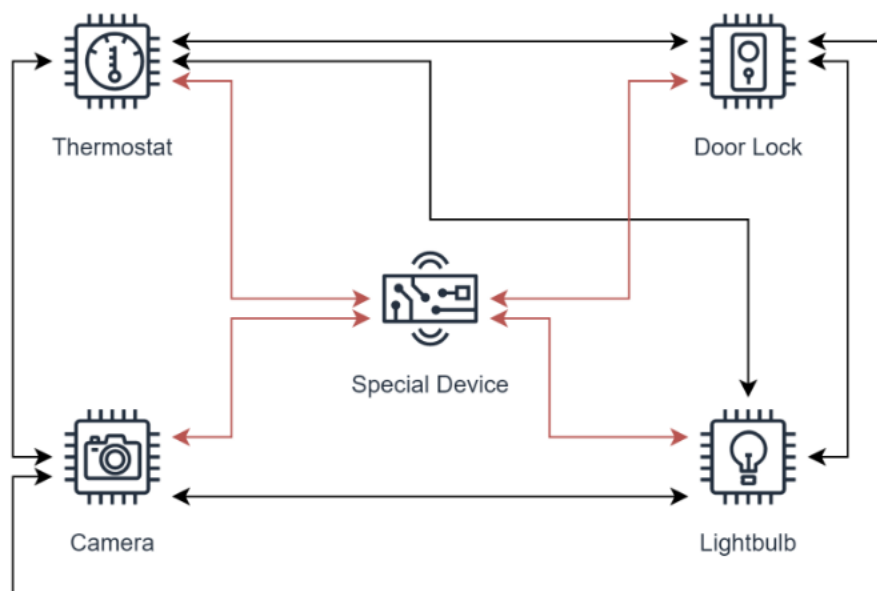 Thermostat
Door Lock
Special Device
Camera
Lightbulb